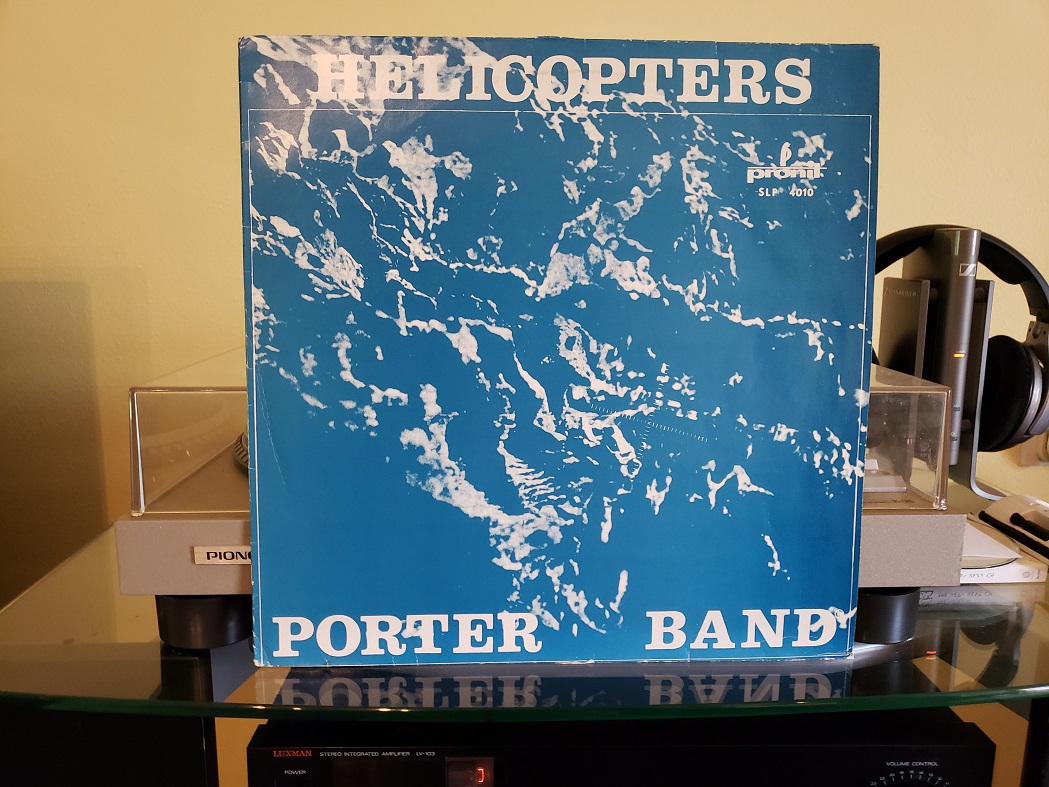 HELICOPTERS
pronit
SLP 4010
PORTER BAND
PIONE
LUXMAN STEREO INTEGRATED AMPLIFIER LV-103
POWER
VOLUME CONTROL